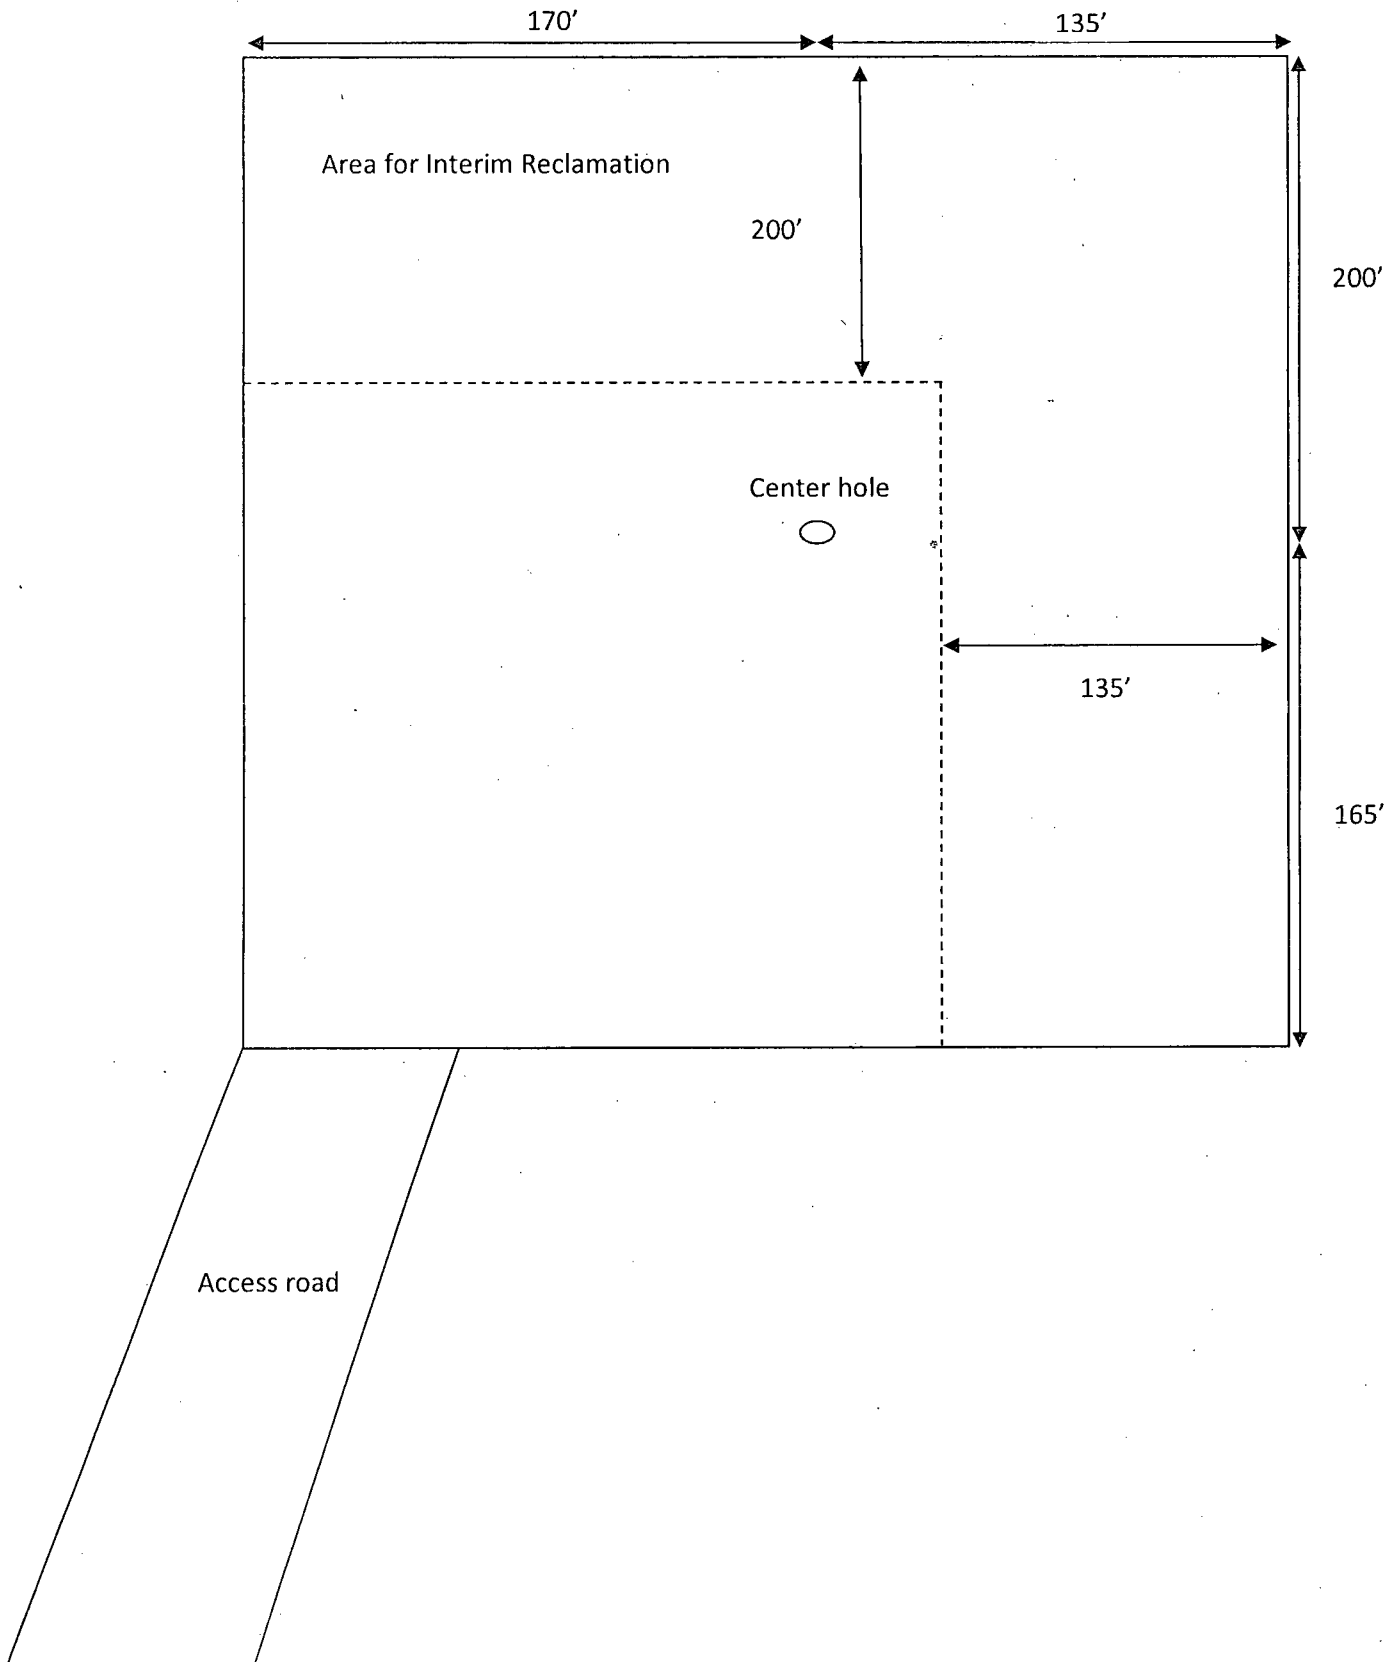 170′
135′
Area for Interim Reclamation
200′
200′
Center hole
135′
165′
Access road